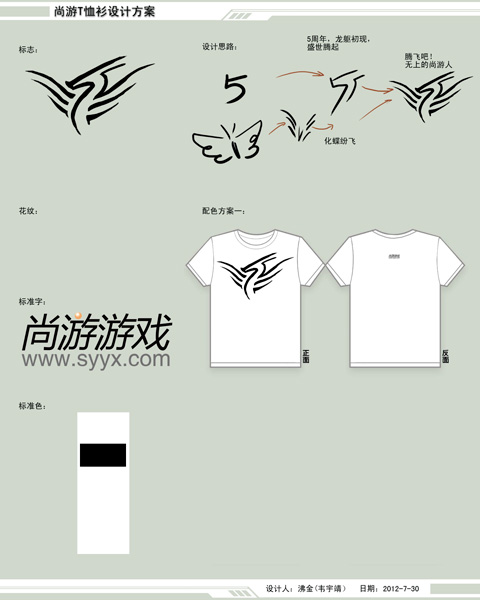 尚游T恤衫设计方案
标志：
设计思路：
5周年，龙躯初现，
盛世腾起
腾飞吧！
无上的尚游人
5
化蝶纷飞
花纹：
配色方案一：
标准字：
尚游游戏
www.syyx.com
正面
反面
标准色：
设计人：沸金(韦宇靖） 日期：2012-7-30